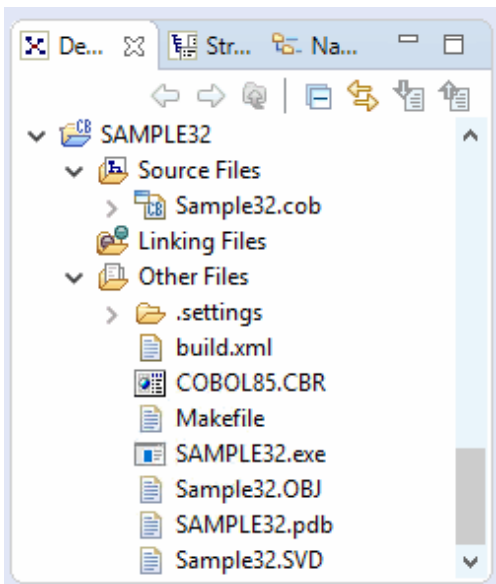 De... Str... Na...
SAMPLE32
Source Files
Sample32.cob
Linking Files
Other Files
.settings
build.xml
COBOL85.CBR
Makefile
SAMPLE32.exe
Sample32.OBJ
SAMPLE32.pdb
Sample32.SVD